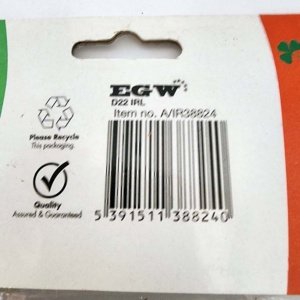 EGW
D22 IRL
Item no. A/IR38824
Please Recycle
This packaging.
Quality
Assured & Guaranteed
5 391511 388240